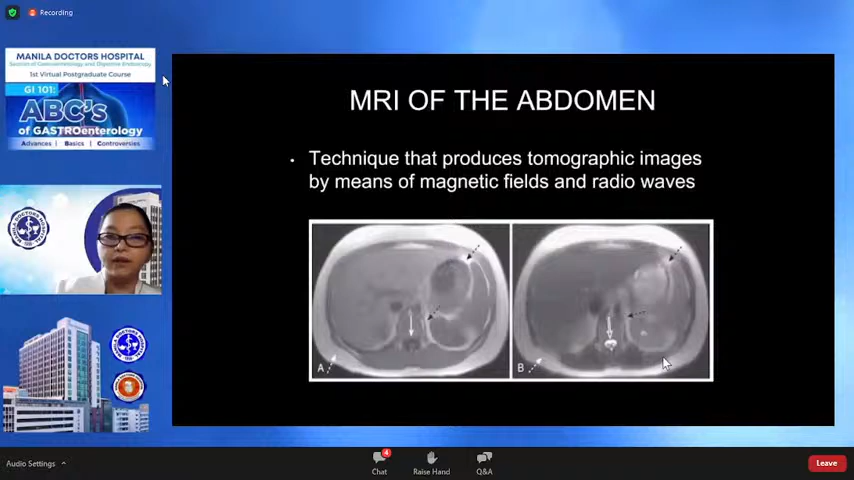 Recording
MANILA DOCTORS HOSPITAL
Section of Gastroenterology and Digestive Endoscopy
1st Virtual Postgraduate Course
GI 101:
ABC's
of GASTROenterology
Advances | Basics | Controversies
MRI OF THE ABDOMEN
• Technique that produces tomographic images
by means of magnetic fields and radio waves
A
B
Audio Settings
4
Chat
Raise Hand
Q&A
Leave